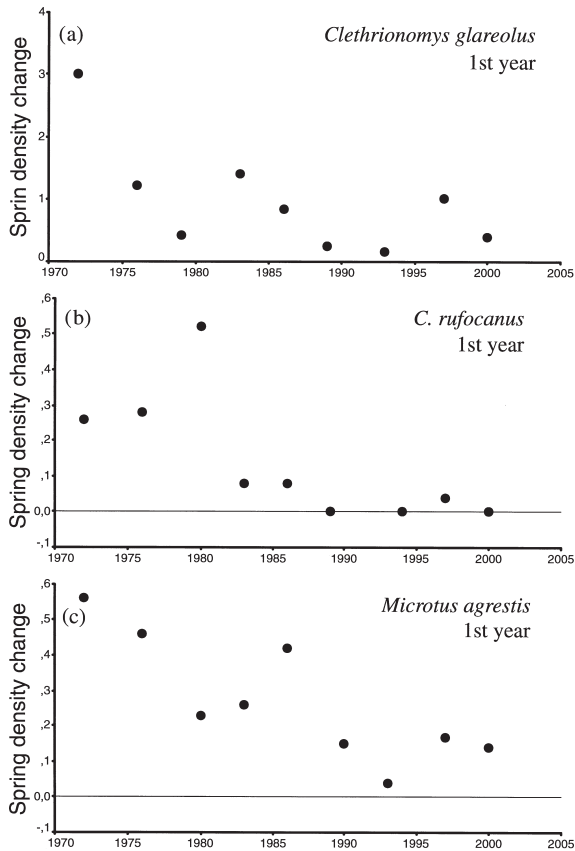 (a)
Clethrionomys glareolus
1st year
Sprin density change
4
3
2
1
0
1970 1975 1980 1985 1990 1995 2000 2005
(b)
C. rufocanus
1st year
Spring density change
,6
,5
,4
,3
,2
,1
0,0
-,1
1970 1975 1980 1985 1990 1995 2000 2005
(c)
Microtus agrestis
1st year
Spring density change
,6
,5
,4
,3
,2
,1
0,0
-,1
1970 1975 1980 1985 1990 1995 2000 2005